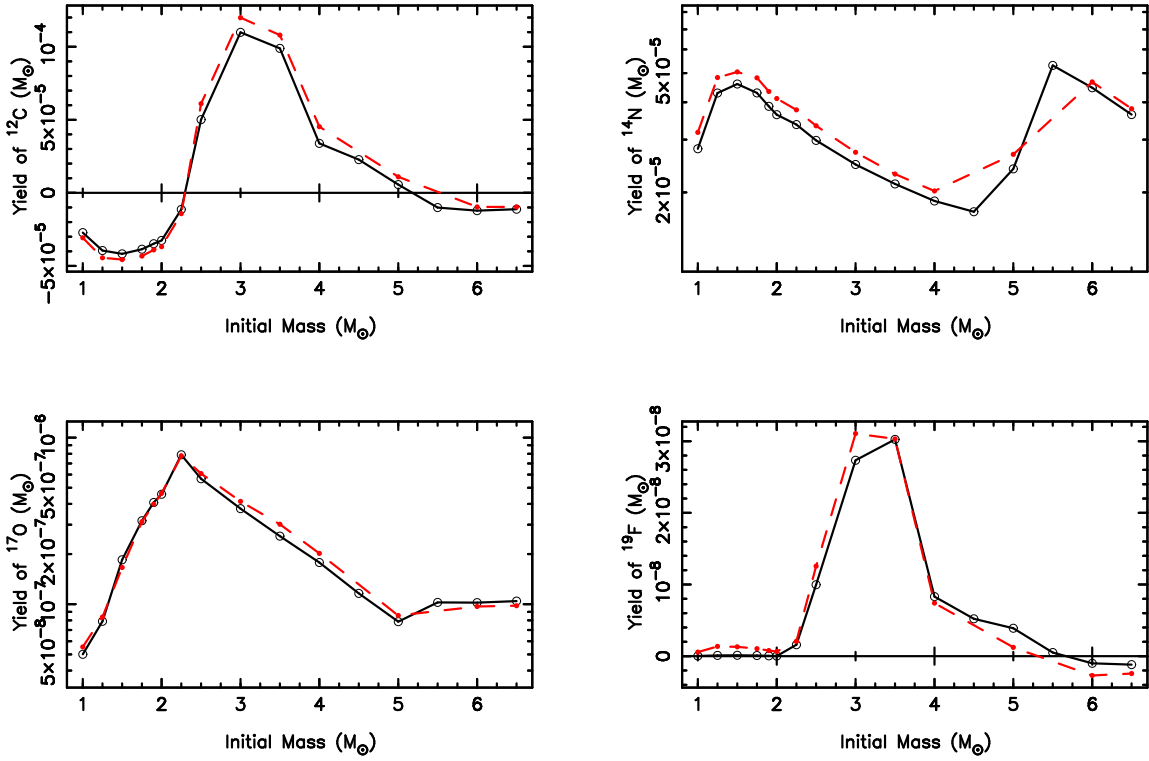 Yield of ¹²C (M☉)
10⁻⁴
5×10⁻⁵
0
−5×10⁻⁵
1 2 3 4 5 6
Initial Mass (M☉)
Yield of ¹⁴N (M☉)
5×10⁻⁵
2×10⁻⁵
1 2 3 4 5 6
Initial Mass (M☉)
Yield of ¹⁷O (M☉)
10⁻⁶
5×10⁻⁷
2×10⁻⁷
10⁻⁷
5×10⁻⁸
1 2 3 4 5 6
Initial Mass (M☉)
Yield of ¹⁹F (M☉)
3×10⁻⁸
2×10⁻⁸
10⁻⁸
0
1 2 3 4 5 6
Initial Mass (M☉)